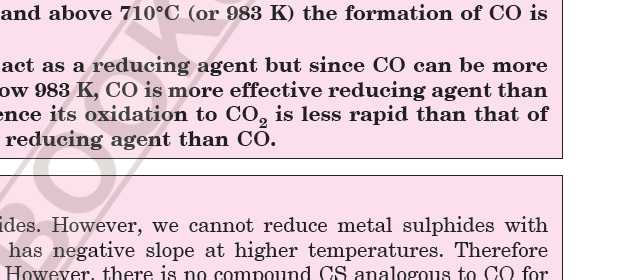 and above 710°C (or 983 K) the formation of CO is
act as a reducing agent but since CO can be more
ow 983 K, CO is more effective reducing agent than
ence its oxidation to CO₂ is less rapid than that of
reducing agent than CO.
ides. However, we cannot reduce metal sulphides with
has negative slope at higher temperatures. Therefore
However, there is no compound CS analogous to CO for
BOOK